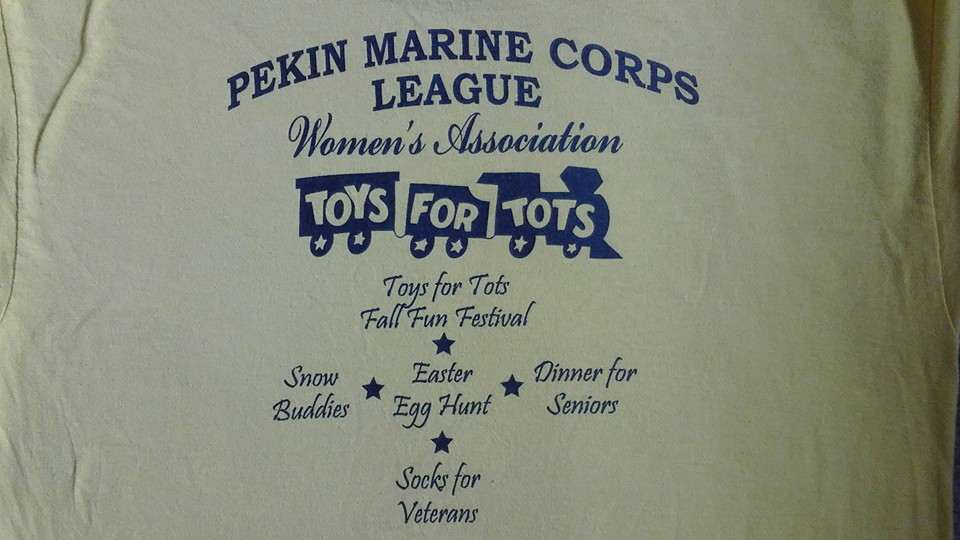 PEKIN MARINE CORPS
LEAGUE
Women's Association
TOYS FOR TOTS
Toys for Tots
Fall Fun Festival
Snow Buddies
Easter Egg Hunt
Dinner for Seniors
Socks for
Veterans